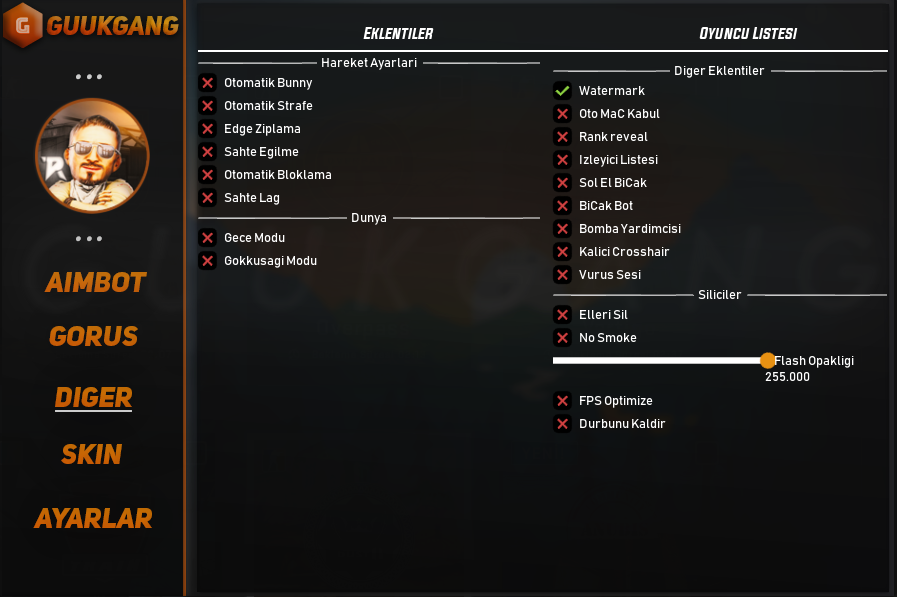 GUUKGANG
AIMBOT
GORUS
DIGER
SKIN
AYARLAR
EKLENTILER
Hareket Ayarlari
Otomatik Bunny
Otomatik Strafe
Edge Ziplama
Sahte Egilme
Otomatik Bloklama
Sahte Lag
Dunya
Gece Modu
Gokkusagi Modu
OYUNCU LISTESI
Diger Eklentiler
Watermark
Oto MaC Kabul
Rank reveal
Izleyici Listesi
Sol El BiCak
BiCak Bot
Bomba Yardimcisi
Kalici Crosshair
Vurus Sesi
Siliciler
Elleri Sil
No Smoke
Flash Opakligi
255.000
FPS Optimize
Durbunu Kaldir